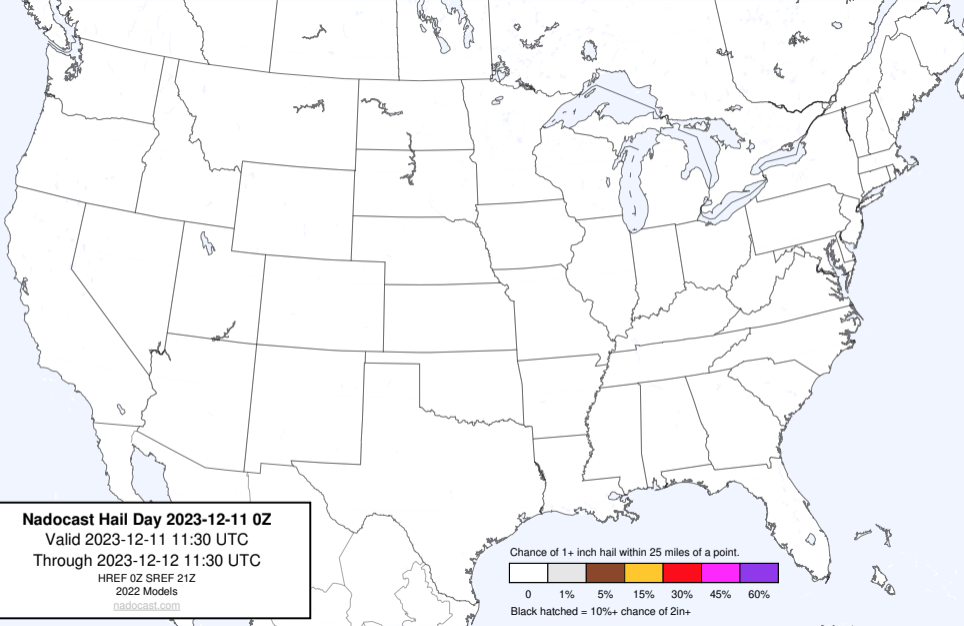 Nadocast Hail Day 2023-12-11 0Z
Valid 2023-12-11 11:30 UTC
Through 2023-12-12 11:30 UTC
HREF 0Z SREF 21Z
2022 Models
nadocast.com
Chance of 1+ inch hail within 25 miles of a point.
0 1% 5% 15% 30% 45% 60%
Black hatched = 10%+ chance of 2in+